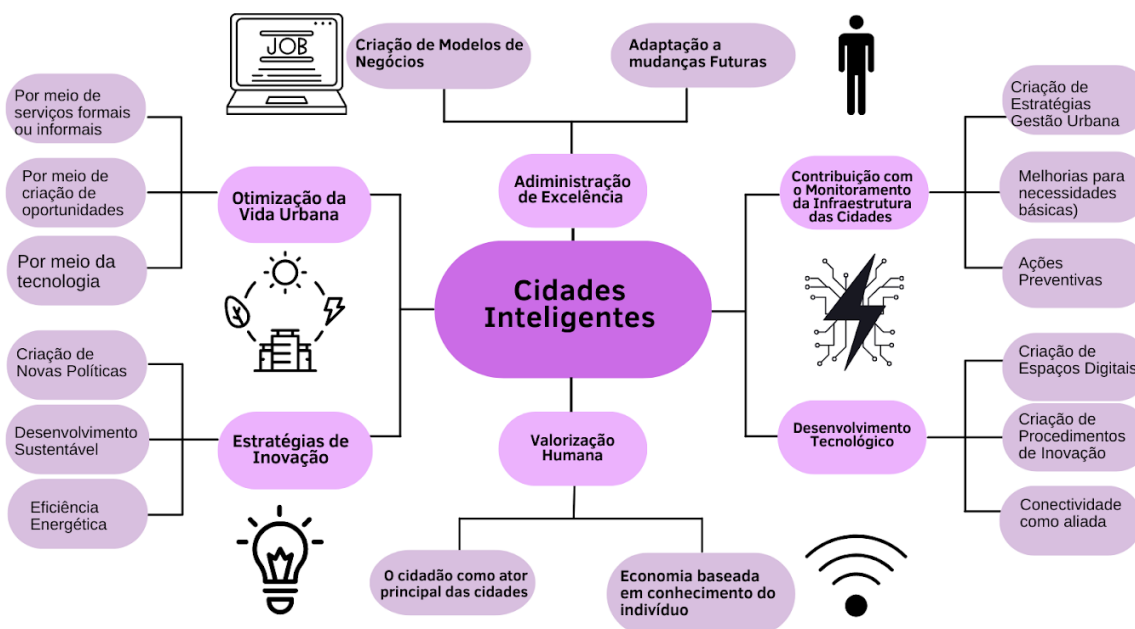 JOB
Criação de Modelos de
Negócios
Adaptação a
mudanças Futuras
Por meio de
serviços formais
ou informais
Por meio de
criação de
oportunidades
Por meio da
tecnologia
Otimização da
Vida Urbana
Adiministração
de Excelência
Contribuição com
o Monitoramento
da Infraestrutura
das Cidades
Criação de
Estratégias
Gestão Urbana
Melhorias para
necessidades
básicas)
Ações
Preventivas
Cidades
Inteligentes
Criação de
Novas Políticas
Desenvolvimento
Sustentável
Eficiência
Energética
Estratégias de
Inovação
Valorização
Humana
Desenvolvimento
Tecnológico
Criação de
Espaços Digitais
Criação de
Procedimentos
de Inovação
Conectividade
como aliada
O cidadão como ator
principal das cidades
Economia baseada
em conhecimento do
indivíduo